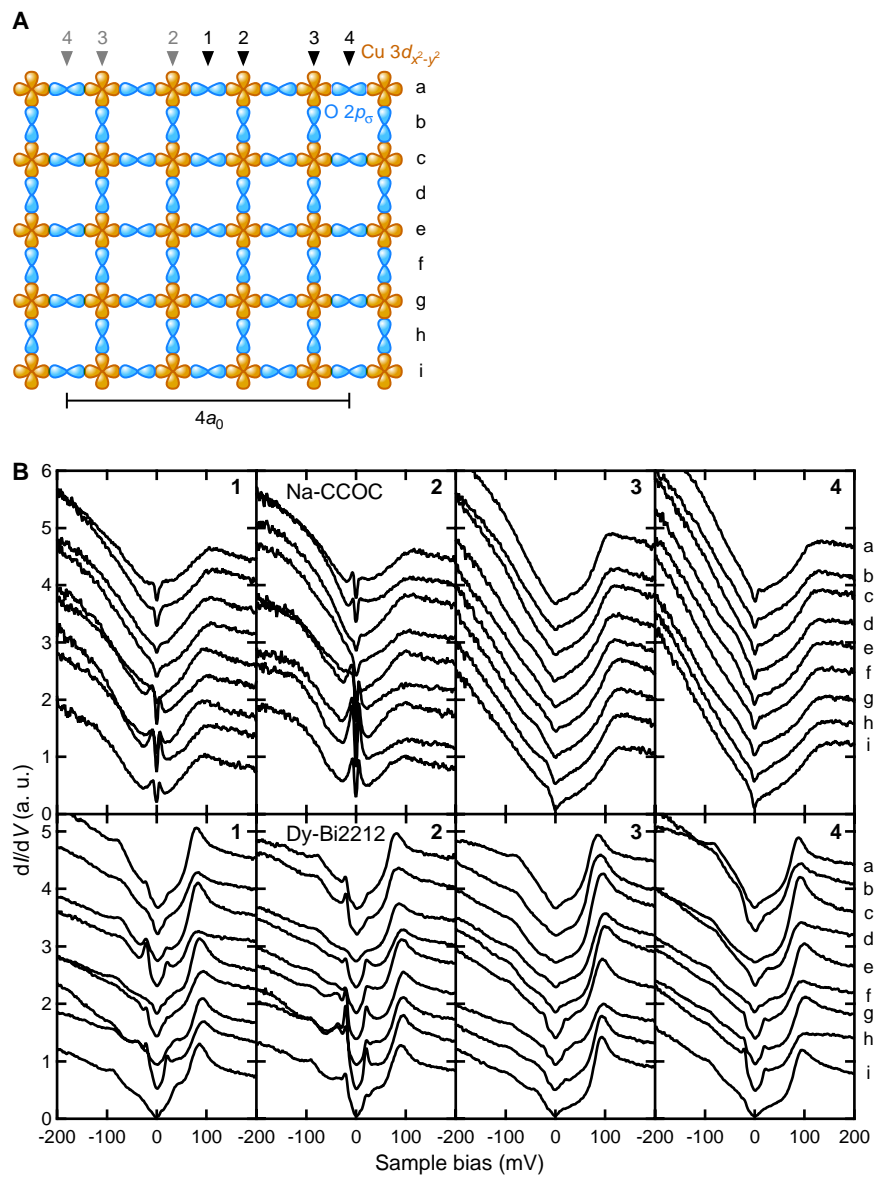 A
4 3 2 1 2 3 4
Cu 3d_{x²-y²}
a
O 2p_σ
b
c
d
e
f
g
h
i
4a₀
B
6
1
Na-CCOC
2
3
4
5
a
4
b
c
3
d
e
2
f
g
1
h
i
0
dI/dV (a. u.)
5
1
Dy-Bi2212
2
3
4
a
4
b
c
3
d
e
2
f
g
1
h
i
0
-200 -100 0 100 -200 -100 0 100 -200 -100 0 100 -200 -100 0 100 200
Sample bias (mV)